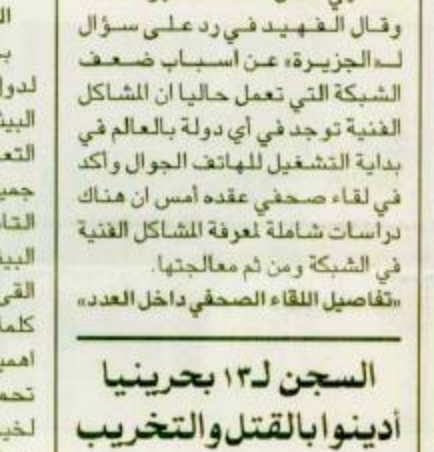 وقال الفهيد في رد على سؤال
لـ«الجزيرة» عن اسباب ضعف
الشبكة التي تعمل حاليا ان المشاكل
الفنية توجد في أي دولة بالعالم في
بداية التشغيل للهاتف الجوال وأكد
في لقاء صحفي عقده أمس ان هناك
دراسات شاملة لمعرفة المشاكل الفنية
في الشبكة ومن ثم معالجتها.
«تفاصيل اللقاء الصحفي داخل العدد»
السجن لـ١٣ بحرينيا
أدينوا بالقتل والتخريب